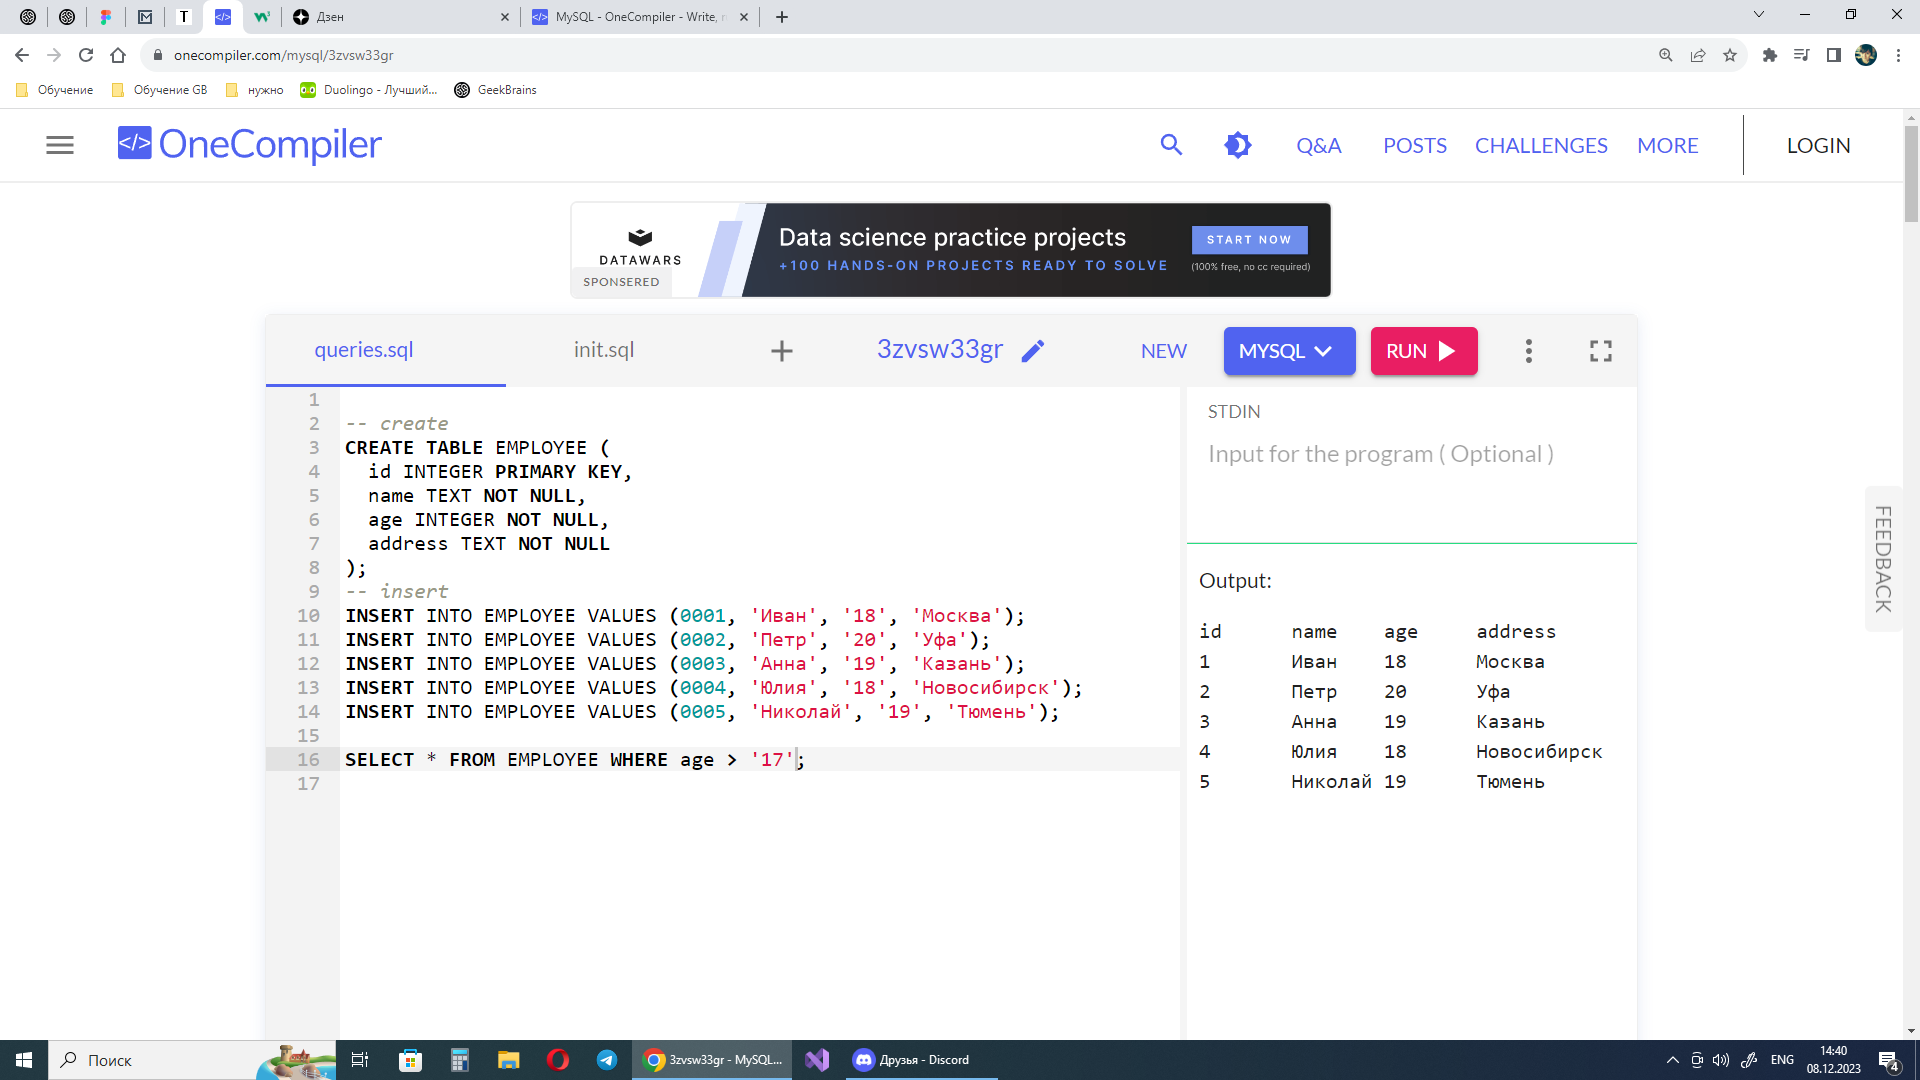 Дзен
MySQL - OneCompiler - Write, r
onecompiler.com/mysql/3zvsw33gr
Обучение
Обучение GB
нужно
Duolingo - Лучший...
GeekBrains
</> OneCompiler
Q&A
POSTS
CHALLENGES
MORE
LOGIN
DATAWARS
SPONSERED
Data science practice projects
+100 HANDS-ON PROJECTS READY TO SOLVE
START NOW
(100% free, no cc required)
queries.sql
init.sql
3zvsw33gr
NEW
MYSQL
RUN
1
2 -- create
3 CREATE TABLE EMPLOYEE (
4 id INTEGER PRIMARY KEY,
5 name TEXT NOT NULL,
6 age INTEGER NOT NULL,
7 address TEXT NOT NULL
8 );
9 -- insert
10 INSERT INTO EMPLOYEE VALUES (0001, 'Иван', '18', 'Москва');
11 INSERT INTO EMPLOYEE VALUES (0002, 'Петр', '20', 'Уфа');
12 INSERT INTO EMPLOYEE VALUES (0003, 'Анна', '19', 'Казань');
13 INSERT INTO EMPLOYEE VALUES (0004, 'Юлия', '18', 'Новосибирск');
14 INSERT INTO EMPLOYEE VALUES (0005, 'Николай', '19', 'Тюмень');
15
16 SELECT * FROM EMPLOYEE WHERE age > '17';
17
STDIN
Input for the program ( Optional )
Output:
id name age address
1 Иван 18 Москва
2 Петр 20 Уфа
3 Анна 19 Казань
4 Юлия 18 Новосибирск
5 Николай 19 Тюмень
FEEDBACK
Поиск
3zvsw33gr - MySQL...
Друзья - Discord
ENG
14:40
08.12.2023
4